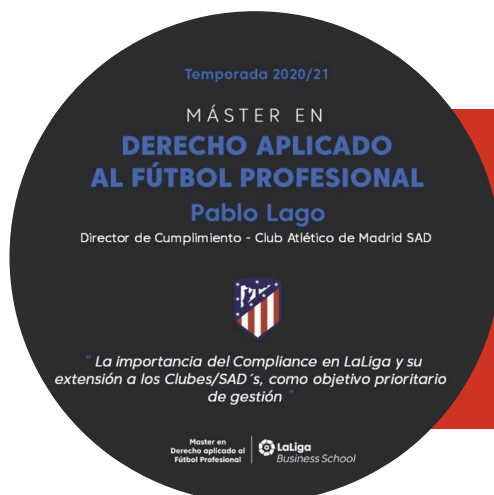 Temporada 2020/21
MÁSTER EN
DERECHO APLICADO
AL FÚTBOL PROFESIONAL
Pablo Lago
Director de Cumplimiento - Club Atlético de Madrid SAD
" La importancia del Compliance en LaLiga y su
extensión a los Clubes/SAD´s, como objetivo prioritario
de gestión "
Master en
Derecho aplicado al
Fútbol Profesional
LaLiga
Business School